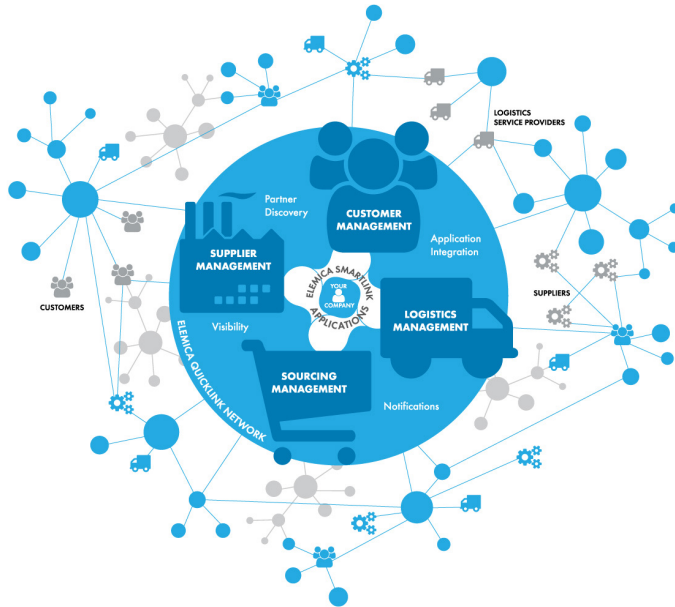 LOGISTICS
SERVICE PROVIDERS
Partner
Discovery
CUSTOMER
MANAGEMENT
Application
Integration
SUPPLIER
MANAGEMENT
ELEMICA SMARTLINK
APPLICATIONS
YOUR
COMPANY
CUSTOMERS
SUPPLIERS
LOGISTICS
MANAGEMENT
Visibility
SOURCING
MANAGEMENT
Notifications
ELEMICA QUICKLINK NETWORK